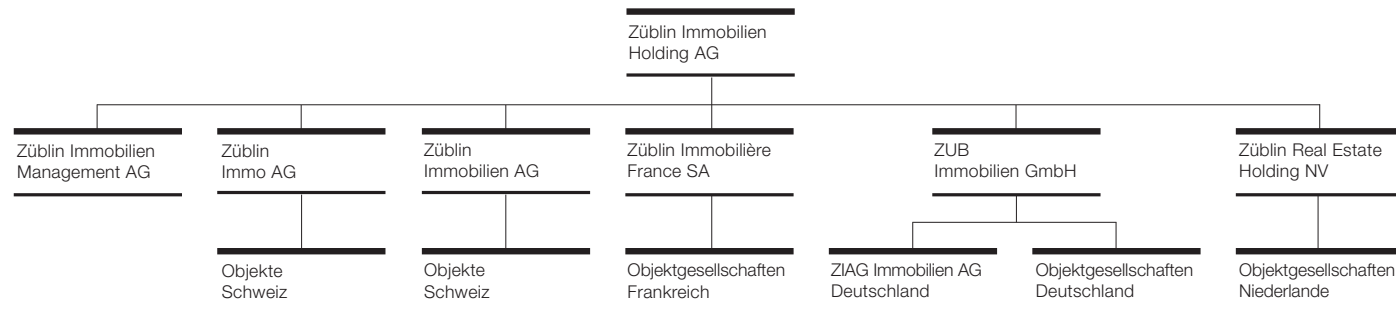 Züblin Immobilien
Holding AG
Züblin Immobilien
Management AG
Züblin
Immo AG
Züblin
Immobilien AG
Züblin Immobilière
France SA
ZUB
Immobilien GmbH
Züblin Real Estate
Holding NV
Objekte
Schweiz
Objekte
Schweiz
Objektgesellschaften
Frankreich
ZIAG Immobilien AG
Deutschland
Objektgesellschaften
Deutschland
Objektgesellschaften
Niederlande